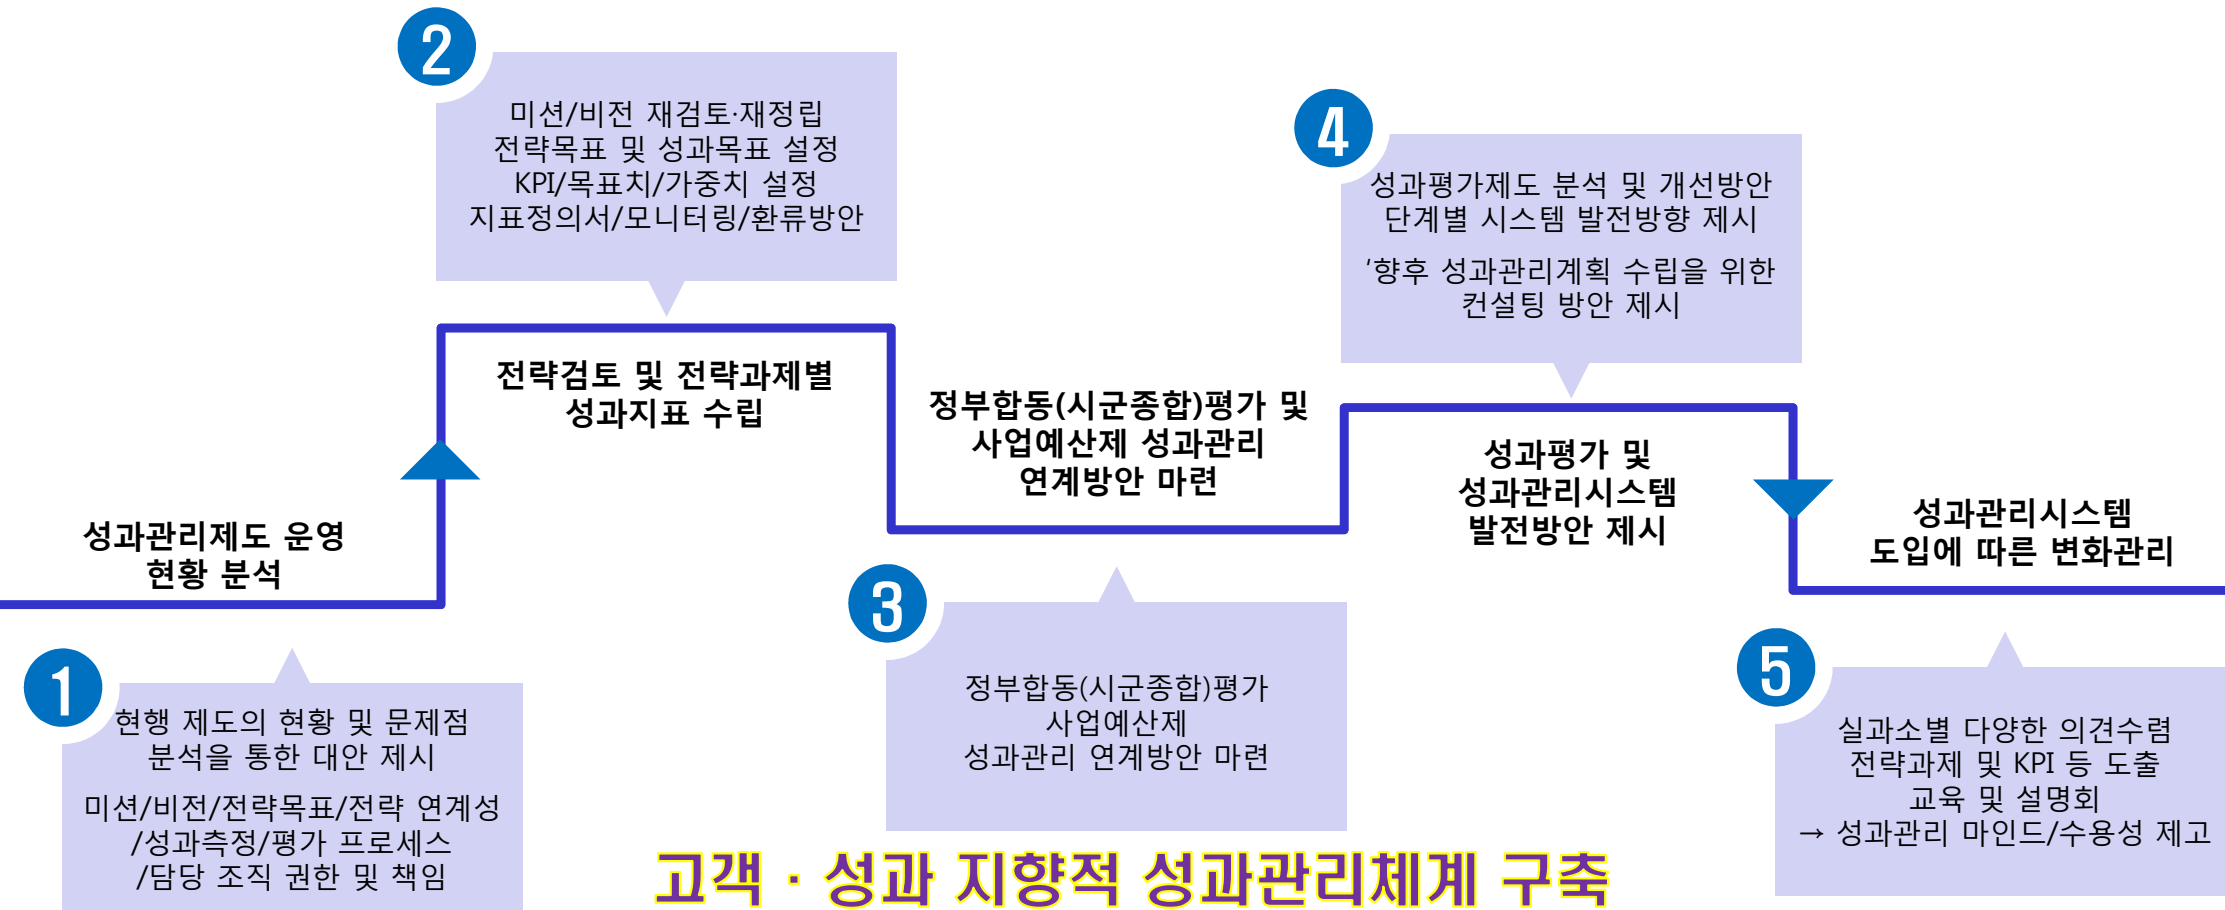 1
성과관리제도 운영
현황 분석
현행 제도의 현황 및 문제점
분석을 통한 대안 제시
미션/비전/전략목표/전략 연계성
/성과측정/평가 프로세스
/담당 조직 권한 및 책임
2
미션/비전 재검토·재정립
전략목표 및 성과목표 설정
KPI/목표치/가중치 설정
지표정의서/모니터링/환류방안
전략검토 및 전략과제별
성과지표 수립
정부합동(시군종합)평가 및
사업예산제 성과관리
연계방안 마련
3
정부합동(시군종합)평가
사업예산제
성과관리 연계방안 마련
4
성과평가제도 분석 및 개선방안
단계별 시스템 발전방향 제시
‘향후 성과관리계획 수립을 위한
컨설팅 방안 제시
성과평가 및
성과관리시스템
발전방안 제시
성과관리시스템
도입에 따른 변화관리
5
실과소별 다양한 의견수렴
전략과제 및 KPI 등 도출
교육 및 설명회
→ 성과관리 마인드/수용성 제고
고객 · 성과 지향적 성과관리체계 구축